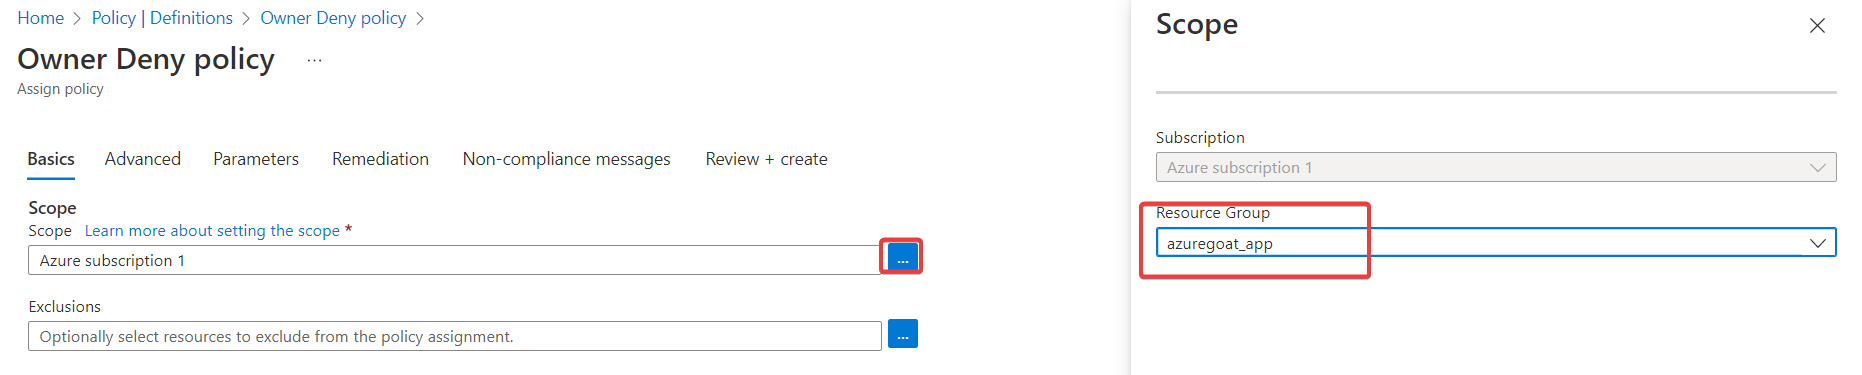 Home > Policy | Definitions > Owner Deny policy >
Owner Deny policy ...
Assign policy
Basics Advanced Parameters Remediation Non-compliance messages Review + create
Scope
Scope Learn more about setting the scope *
Azure subscription 1
...
Exclusions
Optionally select resources to exclude from the policy assignment.
...
Scope
Subscription
Azure subscription 1
Resource Group
azuregoat_app